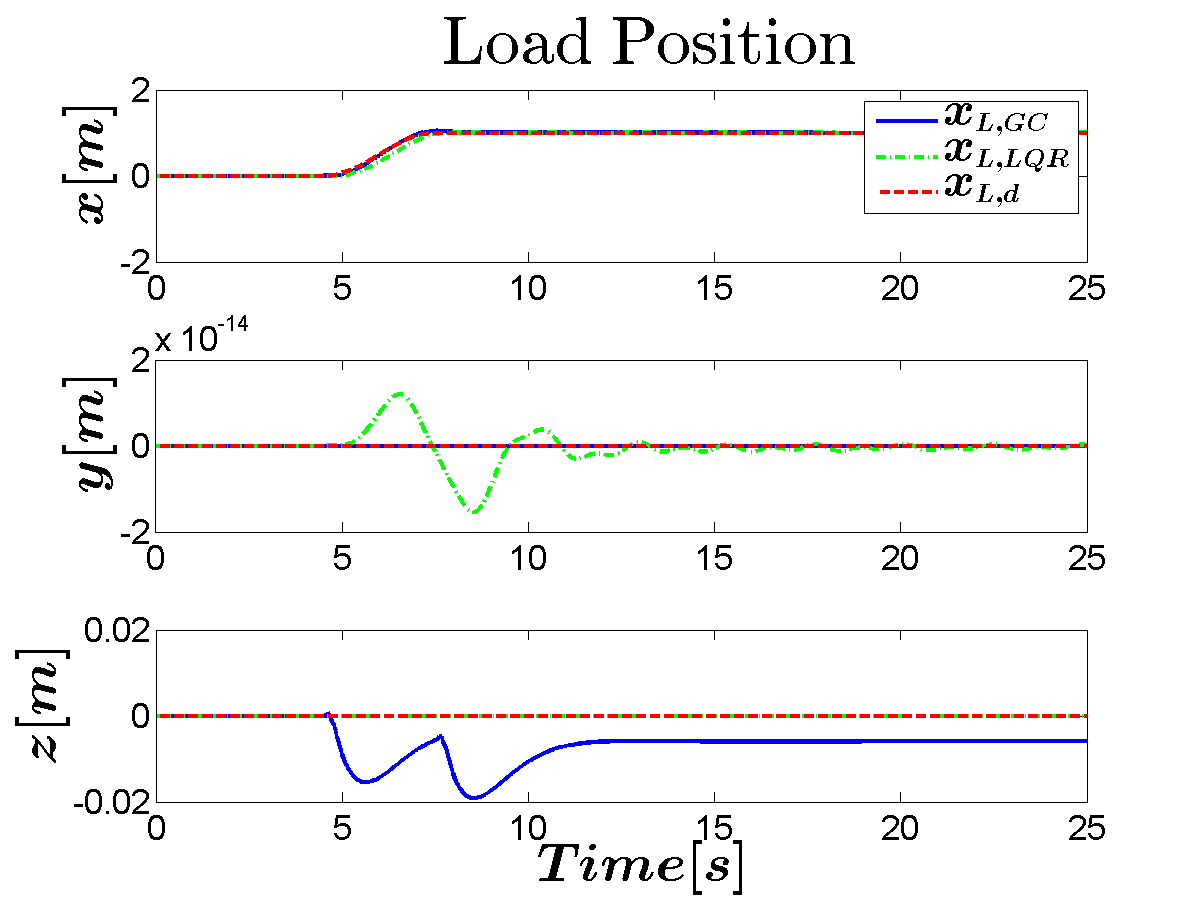 Load Position
2
0
-2
x[m]
x_{L,GC}
x_{L,LQR}
x_{L,d}
0 5 10 15 20 25
x 10^{-14}
2
0
-2
y[m]
0 5 10 15 20 25
0.02
0
-0.02
z[m]
0 5 10 15 20 25
Time[s]